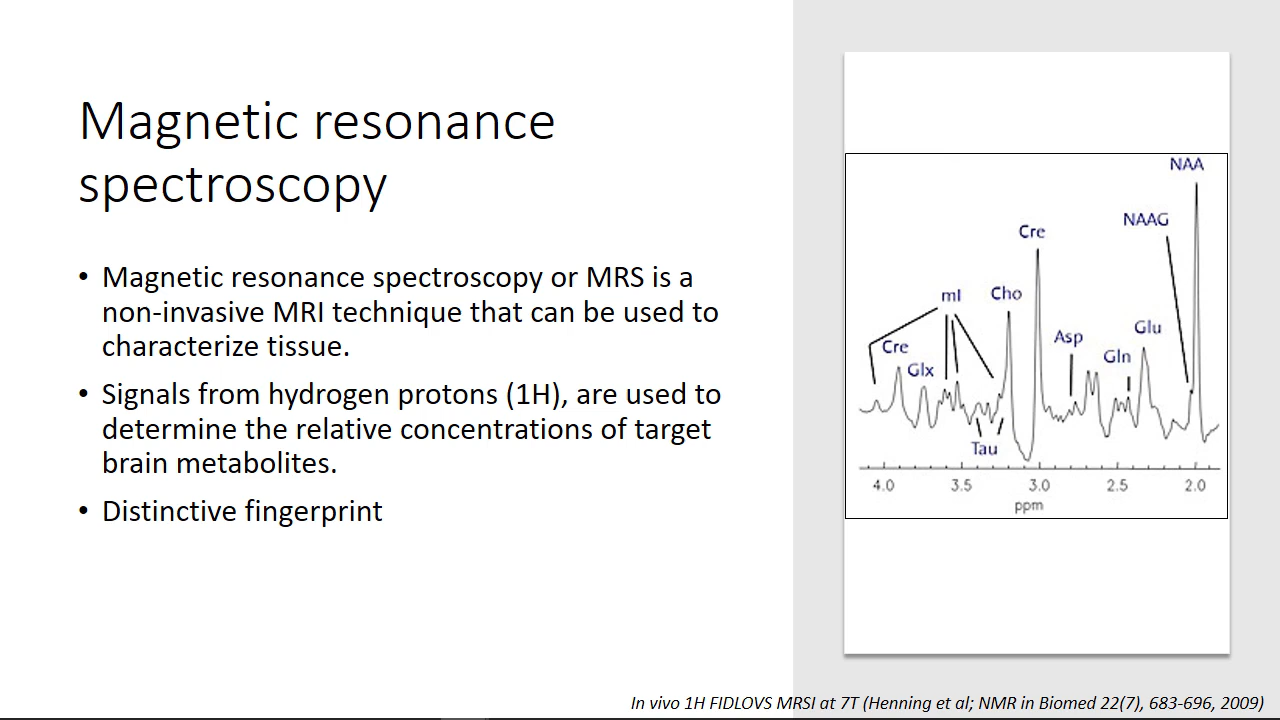 Magnetic resonance
spectroscopy
• Magnetic resonance spectroscopy or MRS is a
non-invasive MRI technique that can be used to
characterize tissue.
• Signals from hydrogen protons (1H), are used to
determine the relative concentrations of target
brain metabolites.
• Distinctive fingerprint
NAA
NAAG
Cre
mI
Cho
Glu
Asp
Cre
Gln
Glx
Tau
4.0 3.5 3.0 2.5 2.0
ppm
In vivo 1H FIDLOVS MRSI at 7T (Henning et al; NMR in Biomed 22(7), 683-696, 2009)